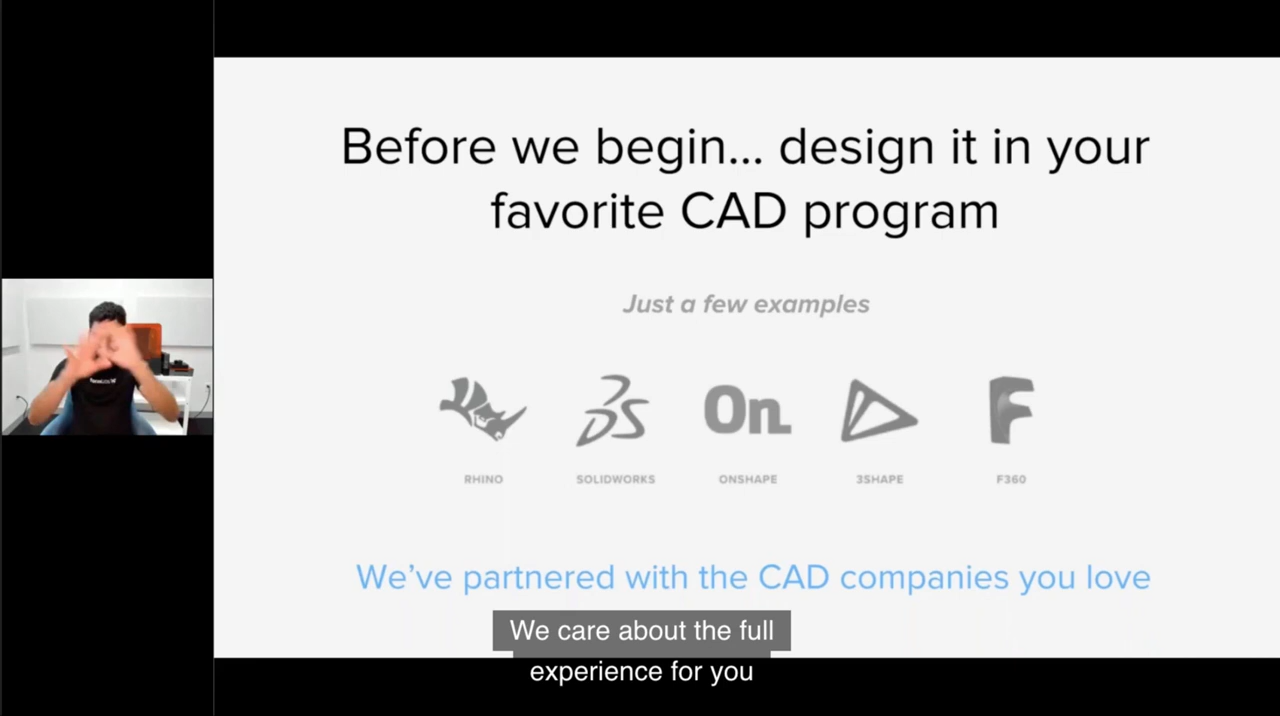 Before we begin... design it in your
favorite CAD program
Just a few examples
On
RHINO
SOLIDWORKS
ONSHAPE
3SHAPE
F360
We've partnered with the CAD companies you love
We care about the full
experience for you